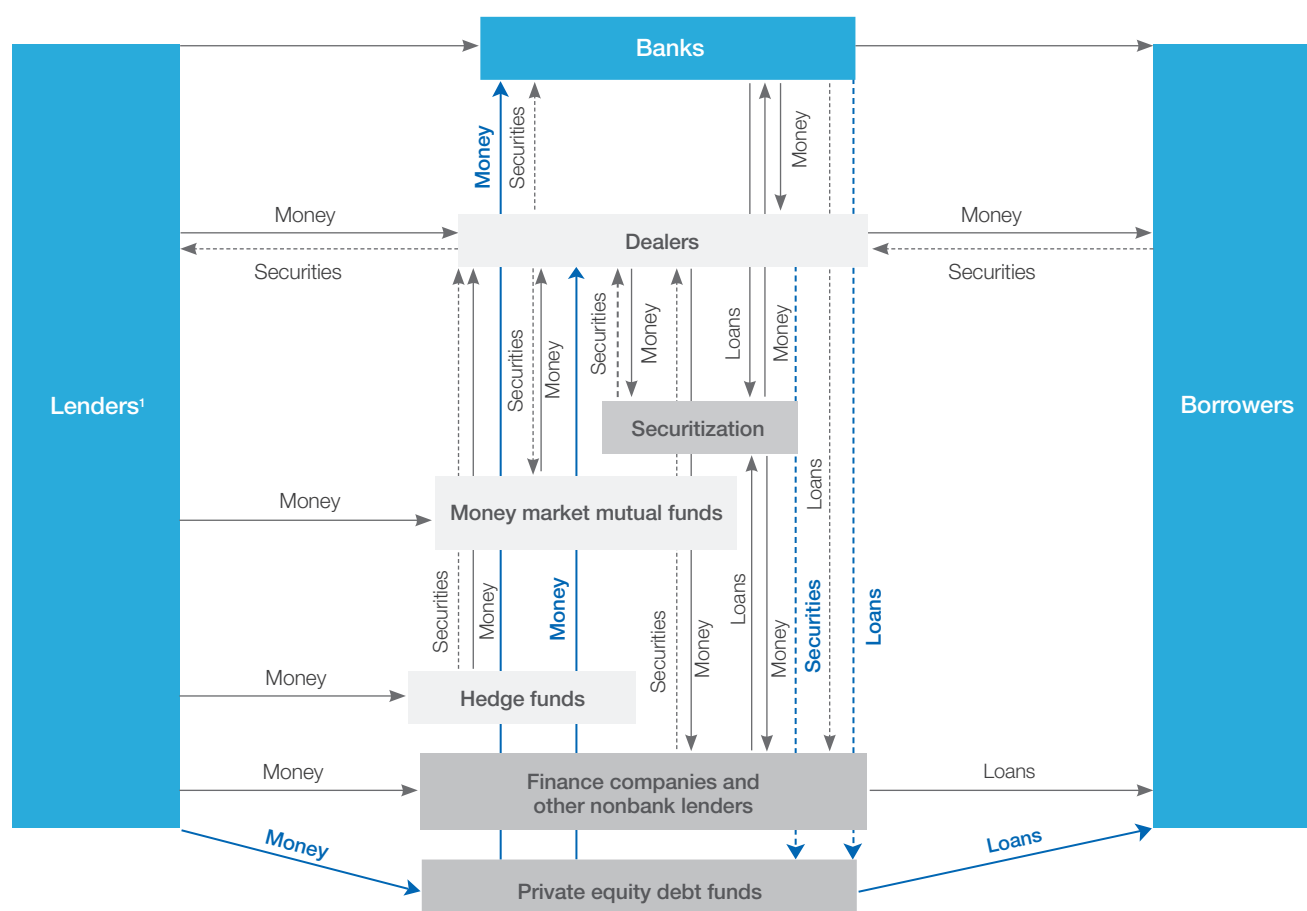 Banks
Securities
Money
Money
Money
Dealers
Money
Securities
Securities
Securities
Money
Securities
Money
Loans
Money
Lenders¹
Borrowers
Securitization
Loans
Money
Money market mutual funds
Securities
Money
Money
Securities
Money
Loans
Money
Securities
Loans
Money
Hedge funds
Money
Finance companies and
other nonbank lenders
Loans
Money
Loans
Private equity debt funds